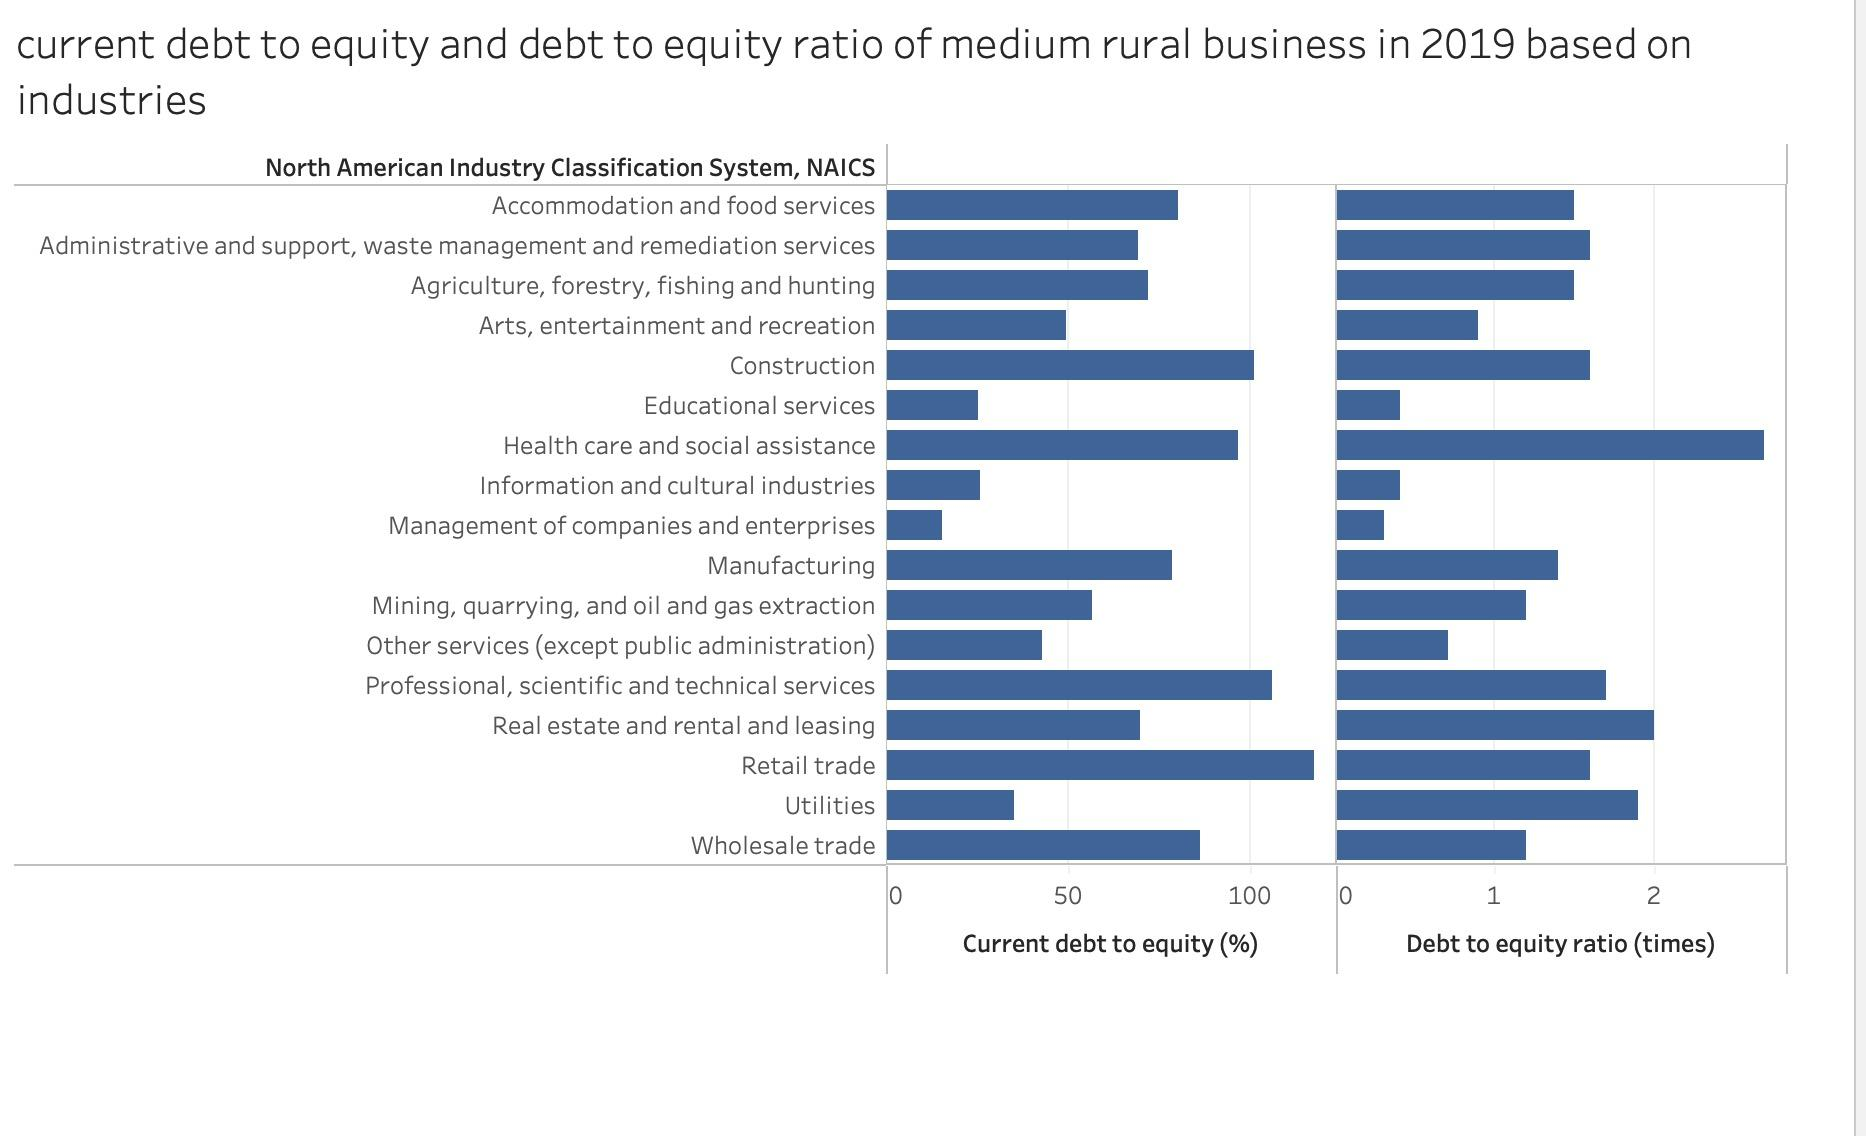 current debt to equity and debt to equity ratio of medium rural business in 2019 based on
industries
North American Industry Classification System, NAICS
Accommodation and food services
Administrative and support, waste management and remediation services
Agriculture, forestry, fishing and hunting
Arts, entertainment and recreation
Construction
Educational services
Health care and social assistance
Information and cultural industries
Management of companies and enterprises
Manufacturing
Mining, quarrying, and oil and gas extraction
Other services (except public administration)
Professional, scientific and technical services
Real estate and rental and leasing
Retail trade
Utilities
Wholesale trade
0 50 100 0 1 2
Current debt to equity (%) Debt to equity ratio (times)